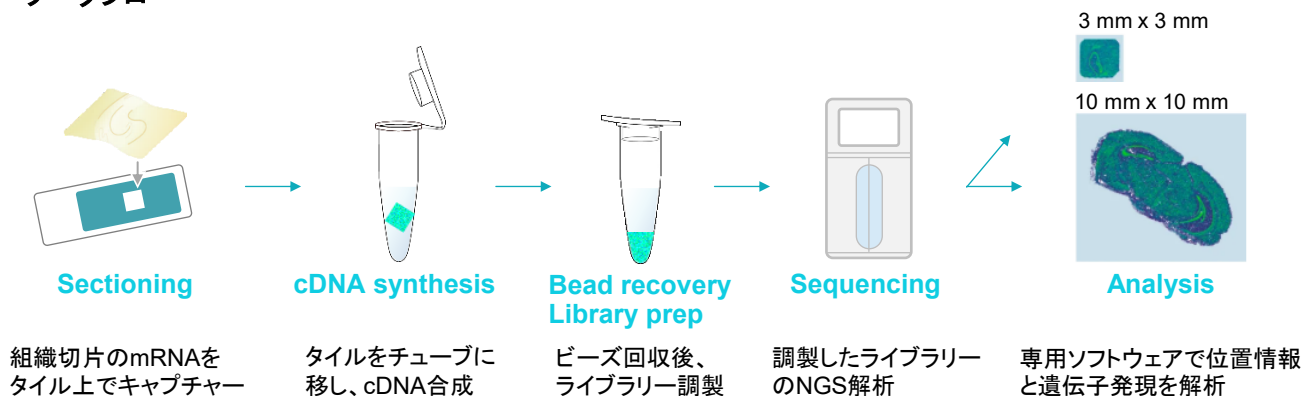 3 mm x 3 mm
10 mm x 10 mm
Sectioning
cDNA synthesis
Bead recovery
Library prep
Sequencing
Analysis
組織切片のmRNAを
タイル上でキャプチャー
タイルをチューブに
移し、cDNA合成
ビーズ回収後、
ライブラリー調製
調製したライブラリー
のNGS解析
専用ソフトウェアで位置情報
と遺伝子発現を解析